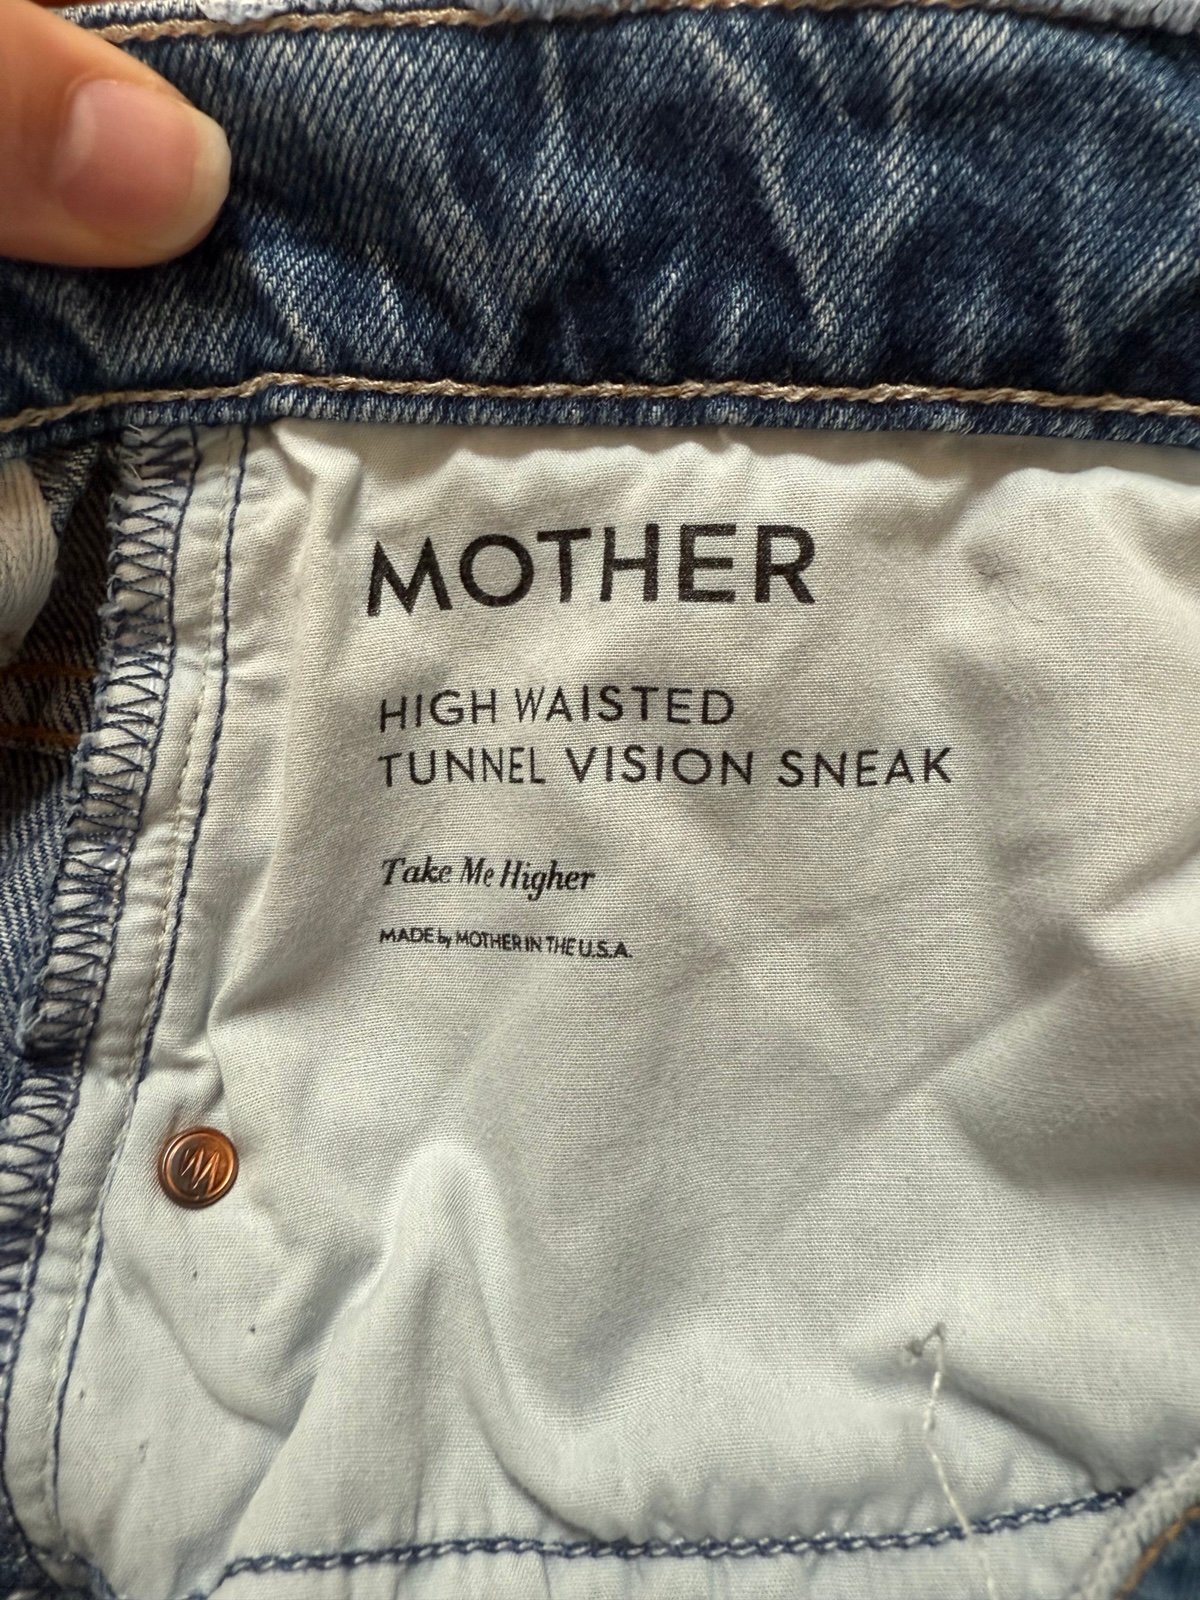 MOTHER
HIGH WAISTED
TUNNEL VISION SNEAK
Take Me Higher
MADE by MOTHER IN THE U.S.A.
M